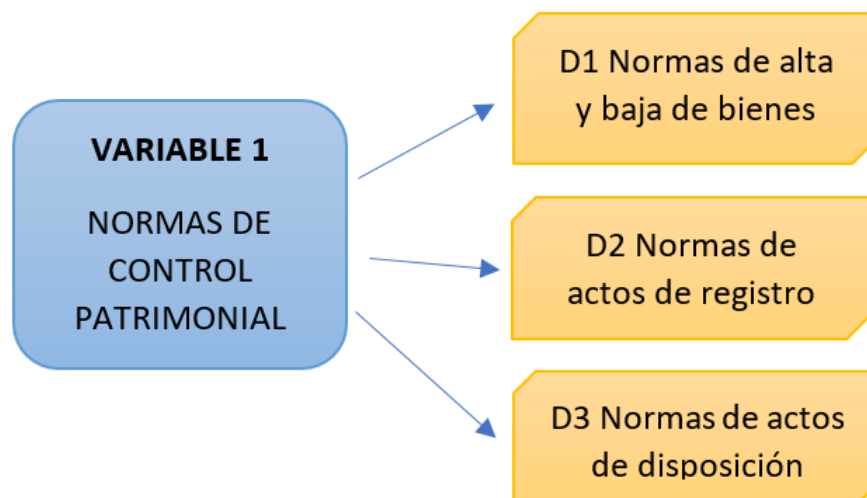 VARIABLE 1
NORMAS DE
CONTROL
PATRIMONIAL
D1 Normas de alta
y baja de bienes
D2 Normas de
actos de registro
D3 Normas de actos
de disposición